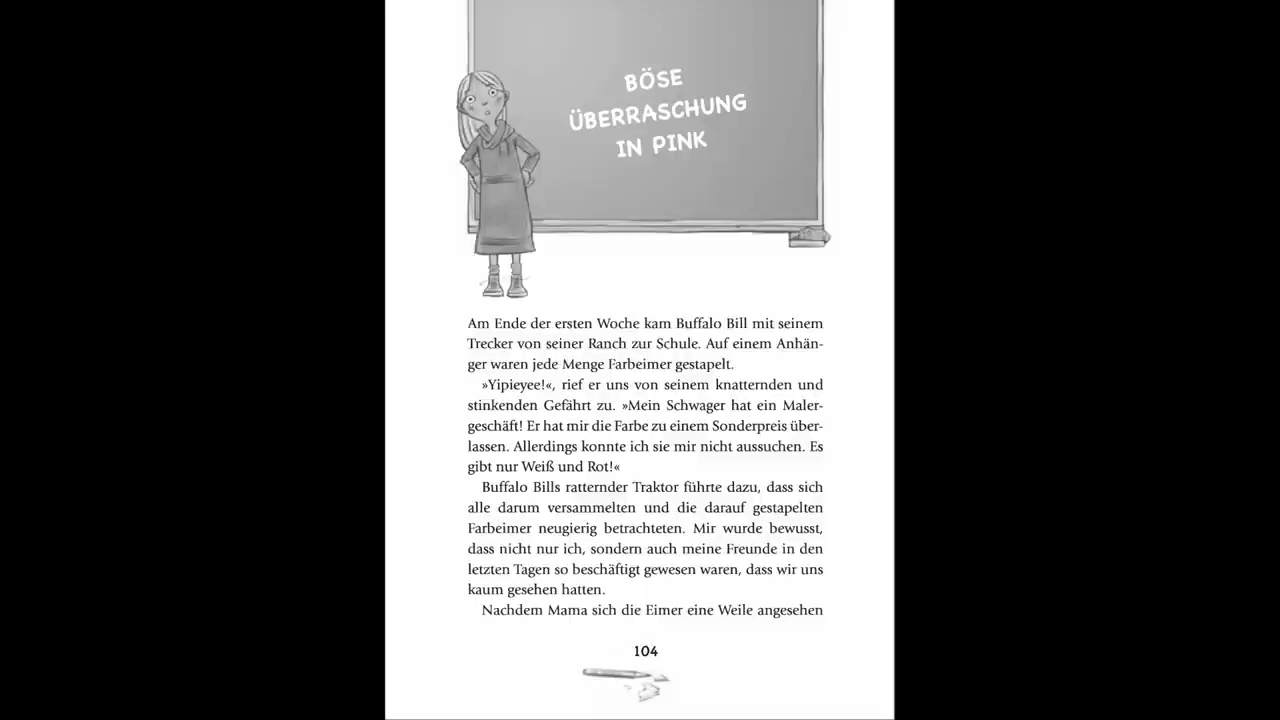 BÖSE
ÜBERRASCHUNG
IN PINK
Am Ende der ersten Woche kam Buffalo Bill mit seinem
Trecker von seiner Ranch zur Schule. Auf einem Anhän-
ger waren jede Menge Farbeimer gestapelt.
»Yipieyee!«, rief er uns von seinem knatternden und
stinkenden Gefährt zu. »Mein Schwager hat ein Maler-
geschäft! Er hat mir die Farbe zu einem Sonderpreis über-
lassen. Allerdings konnte ich sie mir nicht aussuchen. Es
gibt nur Weiß und Rot!«
Buffalo Bills ratternder Traktor führte dazu, dass sich
alle darum versammelten und die darauf gestapelten
Farbeimer neugierig betrachteten. Mir wurde bewusst,
dass nicht nur ich, sondern auch meine Freunde in den
letzten Tagen so beschäftigt gewesen waren, dass wir uns
kaum gesehen hatten.
Nachdem Mama sich die Eimer eine Weile angesehen
104